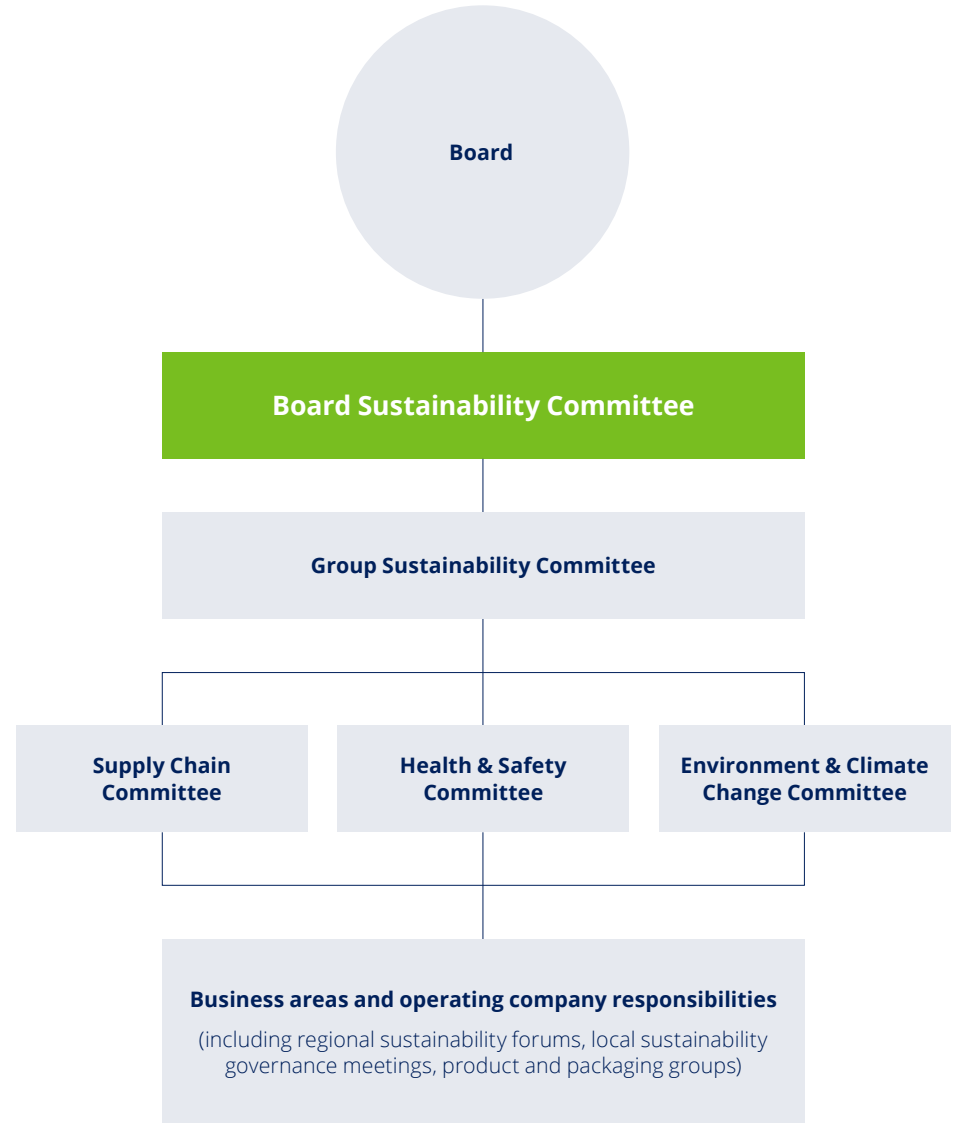 Board
Board Sustainability Committee
Group Sustainability Committee
Supply Chain
Committee
Health & Safety
Committee
Environment & Climate
Change Committee
Business areas and operating company responsibilities
(including regional sustainability forums, local sustainability
governance meetings, product and packaging groups)